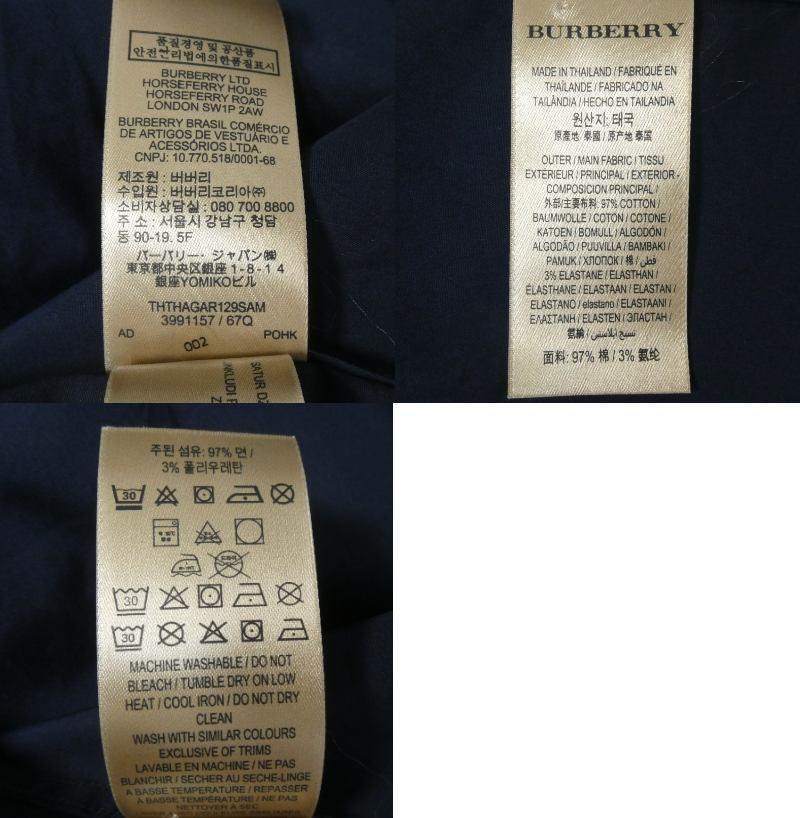 품질경영 및 공산품
안전관리법에의한품질표시
BURBERRY LTD
HORSEFERRY HOUSE
HORSEFERRY ROAD
LONDON SW1P 2AW
BURBERRY BRASIL COMÉRCIO
DE ARTIGOS DE VESTUÁRIO E
ACESSÓRIOS LTDA.
CNPJ: 10.770.518/0001-68
제조원 : 버버리
수입원 : 버버리코리아㈜
소비자상담실 : 080 700 8800
주 소 : 서울시 강남구 청담
동 90-19. 5F
バーバリー・ジャパン㈱
東京都中央区銀座 1 - 8 - 1 4
銀座YOMIKOビル
THTHAGAR129SAM
3991157 / 67Q
AD POHK
002
SATUR DZ
BURBERRY
MADE IN THAILAND / FABRIQUÉ EN
THAÏLANDE / FABRICADO NA
TAILÂNDIA / HECHO EN TAILANDIA
원산지: 태국
原產地 泰國 / 原产地 泰国
OUTER / MAIN FABRIC / TISSU
EXTÉRIEUR / PRINCIPAL / EXTERIOR -
COMPOSICIÓN PRINCIPAL /
外部/主要布料: 97% COTTON /
BAUMWOLLE / COTON / COTONE /
KATOEN / BOMULL / ALGODÓN /
ALGODÃO / PUUVILLA / BAMBAKI /
PAMUK / ХЛОПОК / 棉 / قطن /
3% ELASTANE / ELASTHAN /
ÉLASTHANE / ELASTAAN / ELASTAN /
ELASTANO / elastano / ELASTAANI /
ΕΛΑΣΤΑΝΗ / ELASTEN / ЭЛАСТАН /
氨綸 / نسيج إيلاستين
面料: 97% 棉 / 3% 氨纶
주된 섬유: 97% 면 /
3% 폴리우레탄
30
30
30
MACHINE WASHABLE / DO NOT
BLEACH / TUMBLE DRY ON LOW
HEAT / COOL IRON / DO NOT DRY
CLEAN
WASH WITH SIMILAR COLOURS
EXCLUSIVE OF TRIMS
LAVABLE EN MACHINE / NE PAS
BLANCHIR / SECHER AU SECHE-LINGE
A BASSE TEMPERATURE / REPASSER
A BASSE TEMPÉRATURE / NE PAS
NETTOYER A SEC